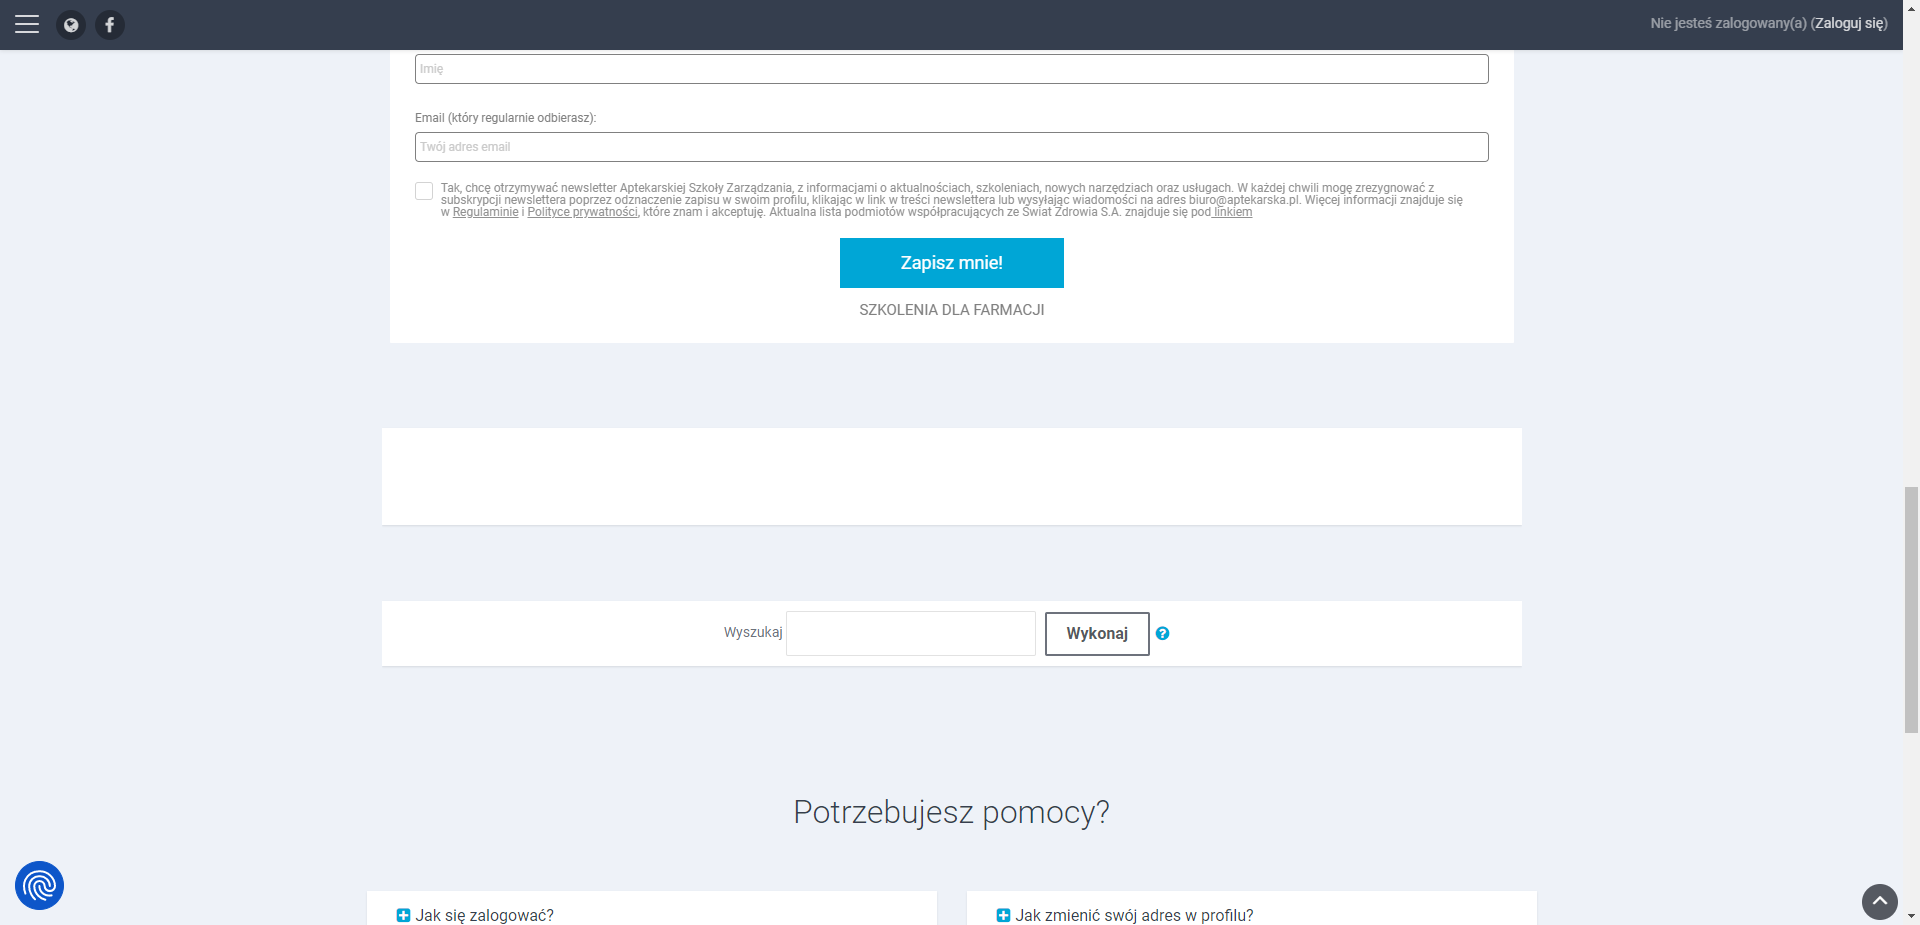 Nie jesteś zalogowany(a) (Zaloguj się)
Imię
Email (który regularnie odbierasz):
Twój adres email
Tak, chcę otrzymywać newsletter Aptekarskiej Szkoły Zarządzania, z informacjami o aktualnościach, szkoleniach, nowych narzędziach oraz usługach. W każdej chwili mogę zrezygnować z
subskrypcji newslettera poprzez odznaczenie zapisu w swoim profilu, klikając w link w treści newslettera lub wysyłając wiadomości na adres biuro@aptekarska.pl. Więcej informacji znajduje się
w Regulaminie i Polityce prywatności, które znam i akceptuję. Aktualna lista podmiotów współpracujących ze Świat Zdrowia S.A. znajduje się pod linkiem
Zapisz mnie!
SZKOLENIA DLA FARMACJI
Wyszukaj
Wykonaj
Potrzebujesz pomocy?
Jak się zalogować?
Jak zmienić swój adres w profilu?